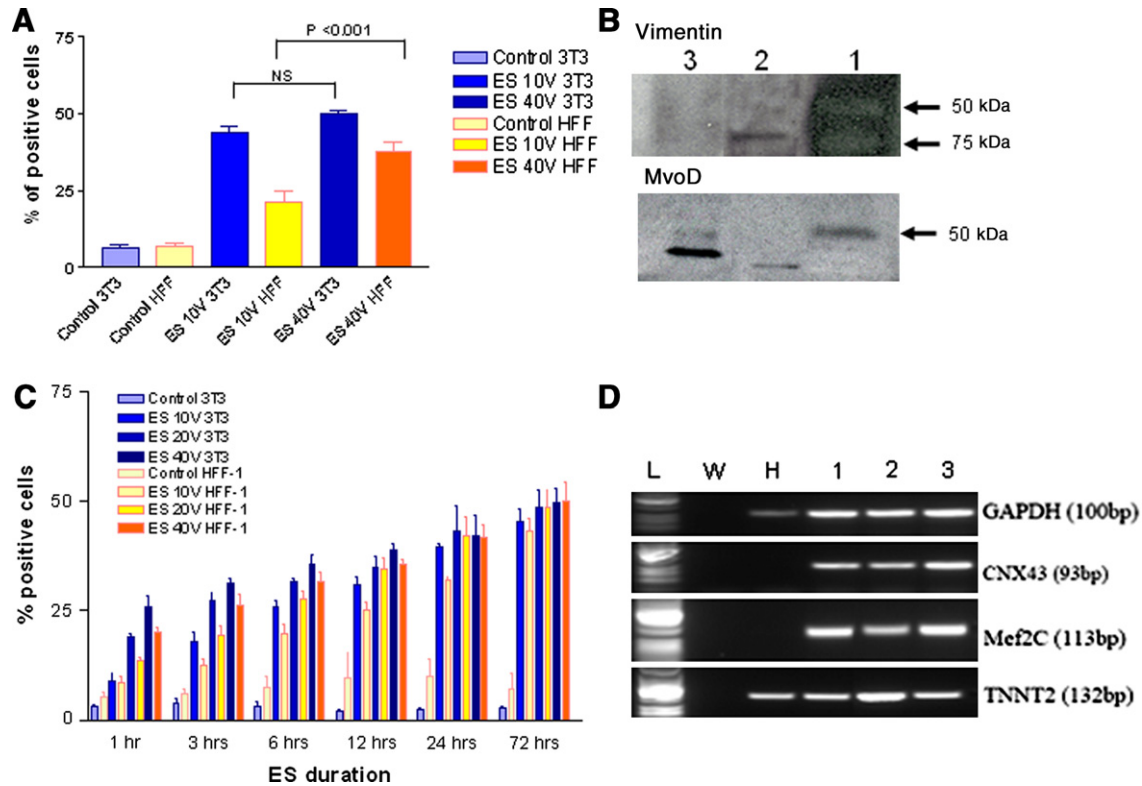 A
75
50
25
0
% of positive cells
P <0.001
NS
Control 3T3
ES 10V 3T3
ES 40V 3T3
Control HFF
ES 10V HFF
ES 40V HFF
Control 3T3
Control HFF
ES 10V 3T3
ES 10V HFF
ES 40V 3T3
ES 40V HFF
B
Vimentin
3 2 1
50 kDa
75 kDa
MvoD
50 kDa
C
75
50
25
0
% positive cells
Control 3T3
ES 10V 3T3
ES 20V 3T3
ES 40V 3T3
Control HFF-1
ES 10V HFF-1
ES 20V HFF-1
ES 40V HFF-1
1 hr 3 hrs 6 hrs 12 hrs 24 hrs 72 hrs
ES duration
D
L W H 1 2 3
GAPDH (100bp)
CNX43 (93bp)
Mef2C (113bp)
TNNT2 (132bp)